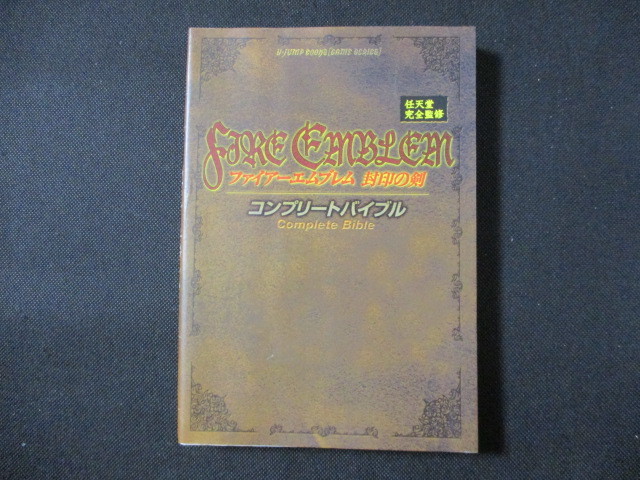 V-JUMP BOOKS[GAME SERIES]
任天堂
完全監修
FIRE EMBLEM
ファイアーエムブレム 封印の剣
コンプリートバイブル
Complete Bible